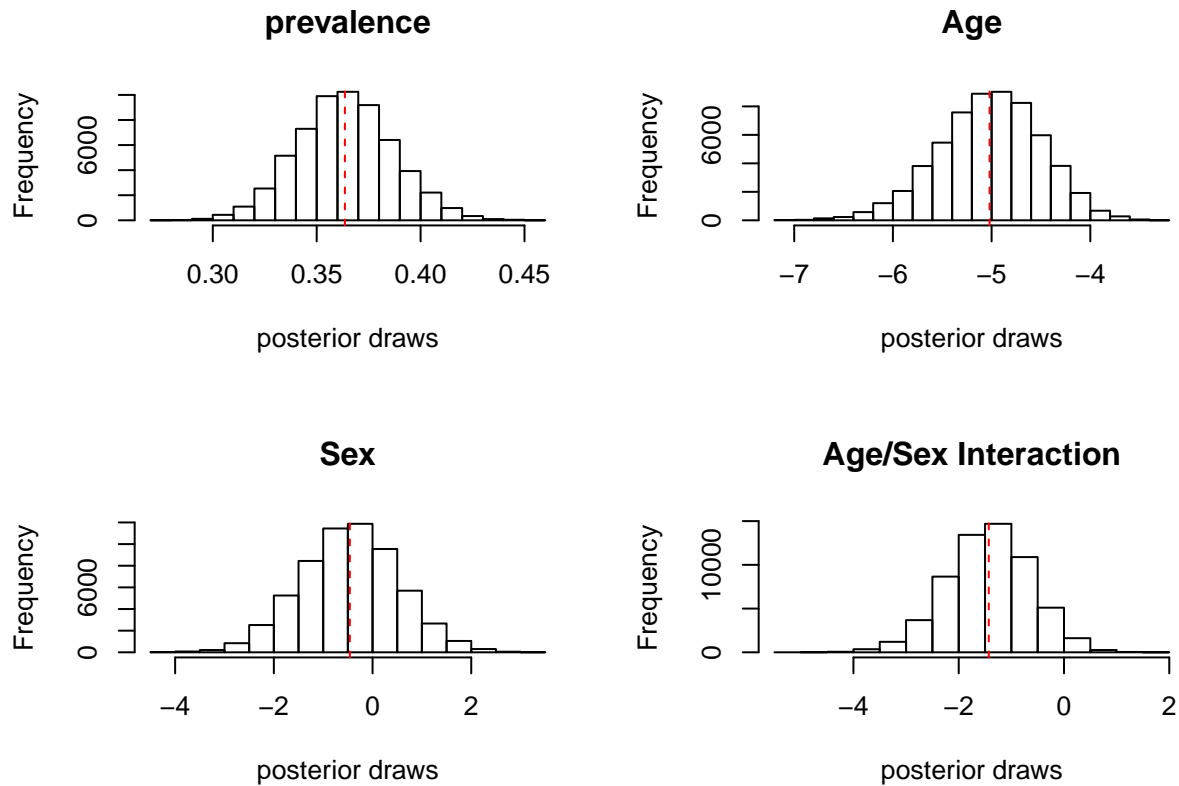 prevalence
Frequency
0
6000
0.30 0.35 0.40 0.45
posterior draws
Age
Frequency
0
6000
−7 −6 −5 −4
posterior draws
Sex
Frequency
0
6000
−4 −2 0 2
posterior draws
Age/Sex Interaction
Frequency
0
10000
−4 −2 0 2
posterior draws